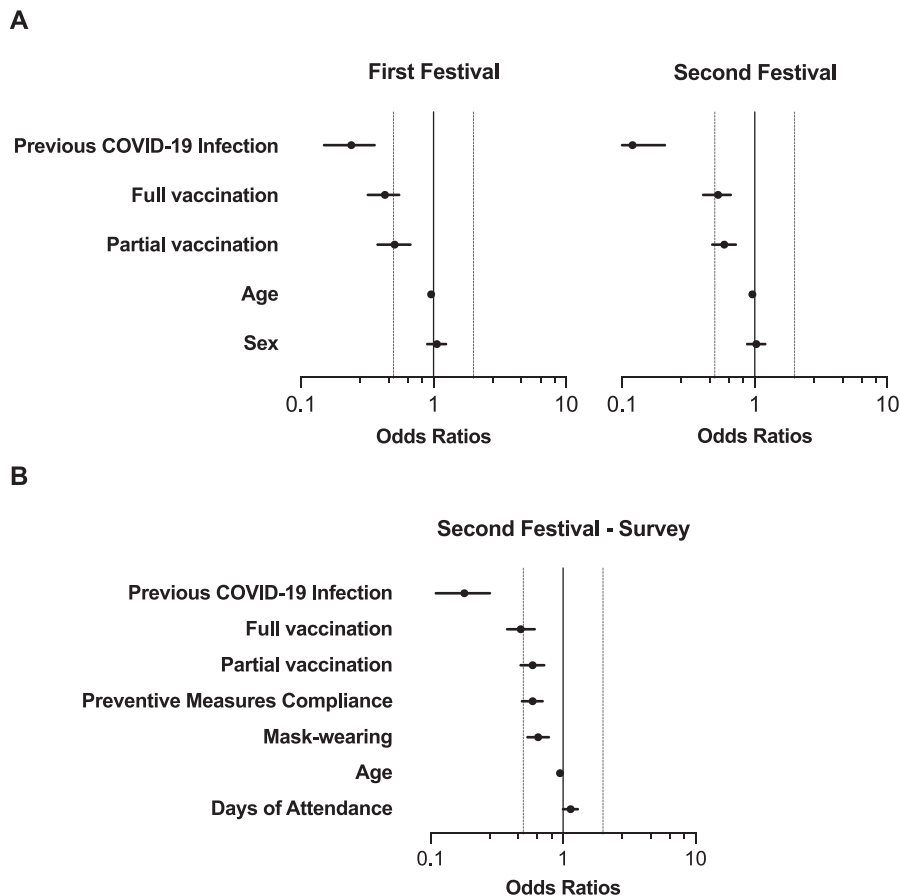 A
First Festival
Second Festival
Previous COVID-19 Infection
Full vaccination
Partial vaccination
Age
Sex
0.1 1 10
0.1 1 10
Odds Ratios
Odds Ratios
B
Second Festival - Survey
Previous COVID-19 Infection
Full vaccination
Partial vaccination
Preventive Measures Compliance
Mask-wearing
Age
Days of Attendance
0.1 1 10
Odds Ratios